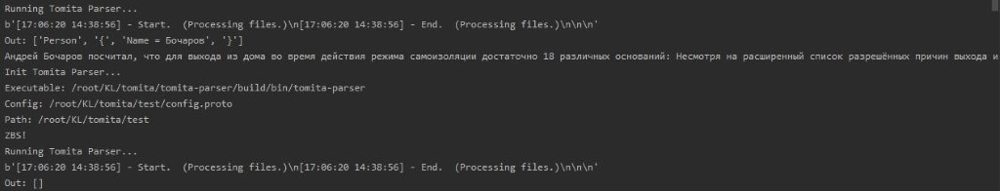 Running Tomita Parser...
b'[17:06:20 14:38:56] - Start.  (Processing files.)\n[17:06:20 14:38:56] - End.  (Processing files.)\n\n\n'
Out: ['Person', '{', 'Name = Бочаров', '}']
Андрей Бочаров посчитал, что для выхода из дома во время действия режима самоизоляции достаточно 18 различных оснований: Несмотря на расширенный список разрешённых причин выхода и
Init Tomita Parser...
Executable: /root/KL/tomita/tomita-parser/build/bin/tomita-parser
Config: /root/KL/tomita/test/config.proto
Path: /root/KL/tomita/test
ZBS!
Running Tomita Parser...
b'[17:06:20 14:38:56] - Start.  (Processing files.)\n[17:06:20 14:38:56] - End.  (Processing files.)\n\n\n'
Out: []